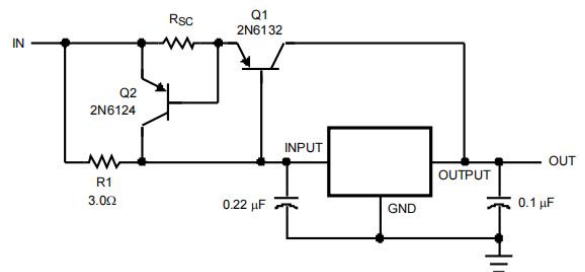 RSC
Q1
2N6132
IN
Q2
2N6124
INPUT
OUT
OUTPUT
R1
3.0Ω
0.22 μF
GND
0.1 μF